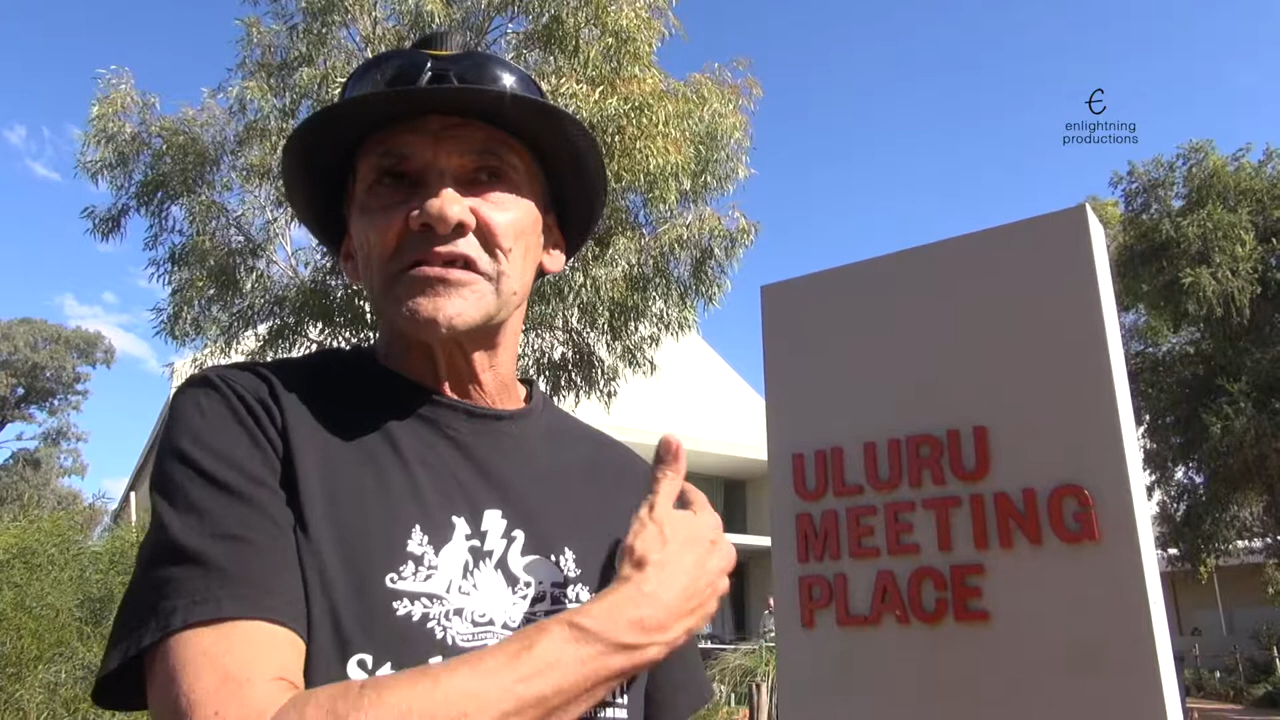 enlightning
productions
ULURU
MEETING
PLACE